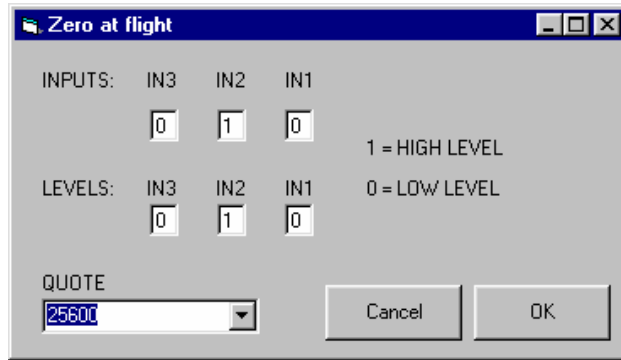 Zero at flight
INPUTS: IN3 IN2 IN1
0 1 0
1 = HIGH LEVEL
LEVELS: IN3 IN2 IN1 0 = LOW LEVEL
0 1 0
QUOTE
25600 Cancel OK